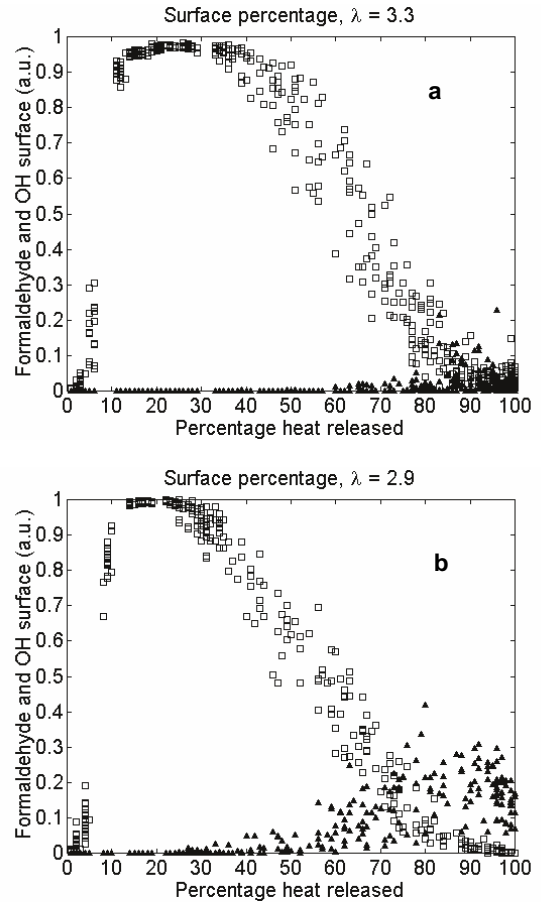 Surface percentage, λ = 3.3
Formaldehyde and OH surface (a.u.)
1
0.9
0.8
0.7
0.6
0.5
0.4
0.3
0.2
0.1
0
a
0 10 20 30 40 50 60 70 80 90 100
Percentage heat released
Surface percentage, λ = 2.9
Formaldehyde and OH surface (a.u.)
1
0.9
0.8
0.7
0.6
0.5
0.4
0.3
0.2
0.1
0
b
0 10 20 30 40 50 60 70 80 90 100
Percentage heat released